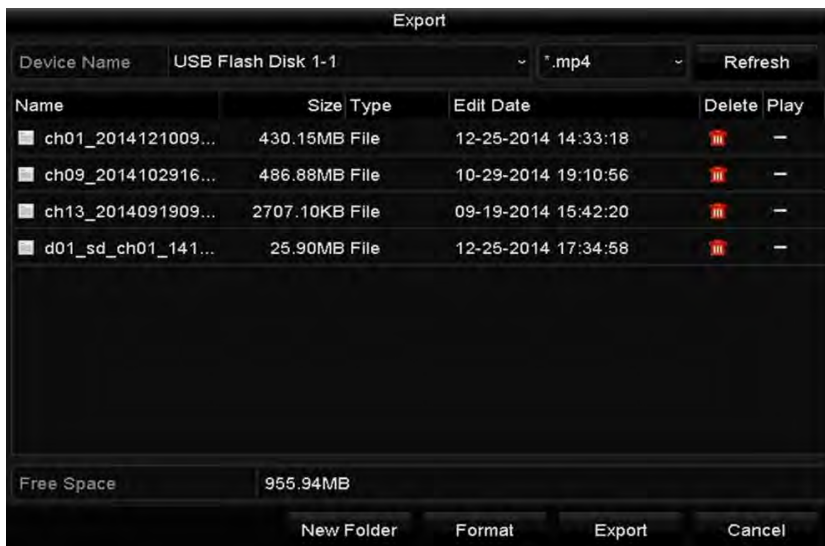 Export
Device Name USB Flash Disk 1-1 *.mp4 Refresh
Name Size Type Edit Date Delete Play
ch01_2014121009... 430.15MB File 12-25-2014 14:33:18 —
ch09_2014102916... 486.88MB File 10-29-2014 19:10:56 —
ch13_2014091909... 2707.10KB File 09-19-2014 15:42:20 —
d01_sd_ch01_141... 25.90MB File 12-25-2014 17:34:58 —
Free Space 955.94MB
New Folder Format Export Cancel